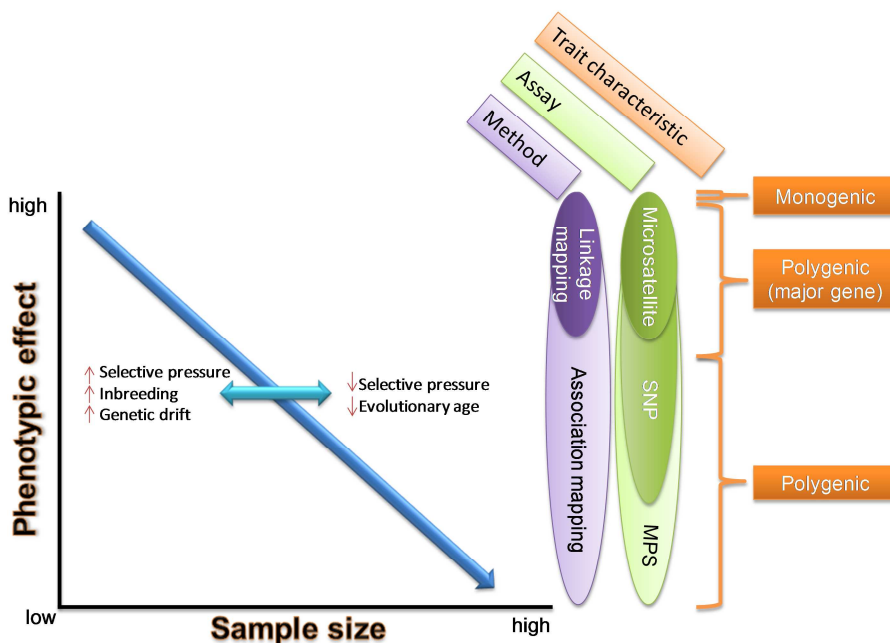 Trait characteristic
Assay
Method
high
Phenotypic effect
low
Sample size
high
↑ Selective pressure
↑ Inbreeding
↑ Genetic drift
↓ Selective pressure
↓ Evolutionary age
Linkage
mapping
Association mapping
Microsatellite
SNP
MPS
Monogenic
Polygenic
(major gene)
Polygenic